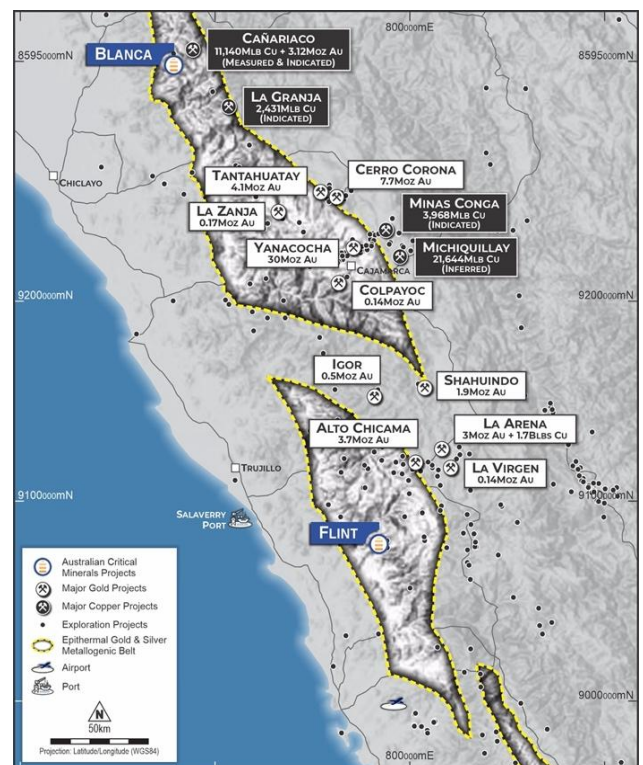 800000mE
8595000mN
8595000mN
CAÑARIACO
11,140MLB CU + 3.12MOZ AU
(MEASURED & INDICATED)
BLANCA
LA GRANJA
2,431MLB CU
(INDICATED)
CHICLAYO
TANTAHUATAY
4.1MOZ AU
CERRO CORONA
7.7MOZ AU
LA ZANJA
0.17MOZ AU
MINAS CONGA
3,968MLB CU
(INDICATED)
YANACOCHA
30MOZ AU
MICHIQUILLAY
21,644MLB CU
(INFERRED)
CAJAMARCA
COLPAYOC
0.14MOZ AU
9200000mN
9200000mN
IGOR
0.5MOZ AU
SHAHUINDO
1.9MOZ AU
ALTO CHICAMA
3.7MOZ AU
LA ARENA
3MOZ AU + 1.7BLBS CU
LA VIRGEN
0.14MOZ AU
TRUJILLO
9100000mN
9100000mN
SALAVERRY
PORT
FLINT
Australian Critical
Minerals Projects
Major Gold Projects
Major Copper Projects
Exploration Projects
Epithermal Gold & Silver
Metallogenic Belt
Airport
Port
N
50km
Projection: Latitude/Longitude (WGS84)
9000000mN
800000mE